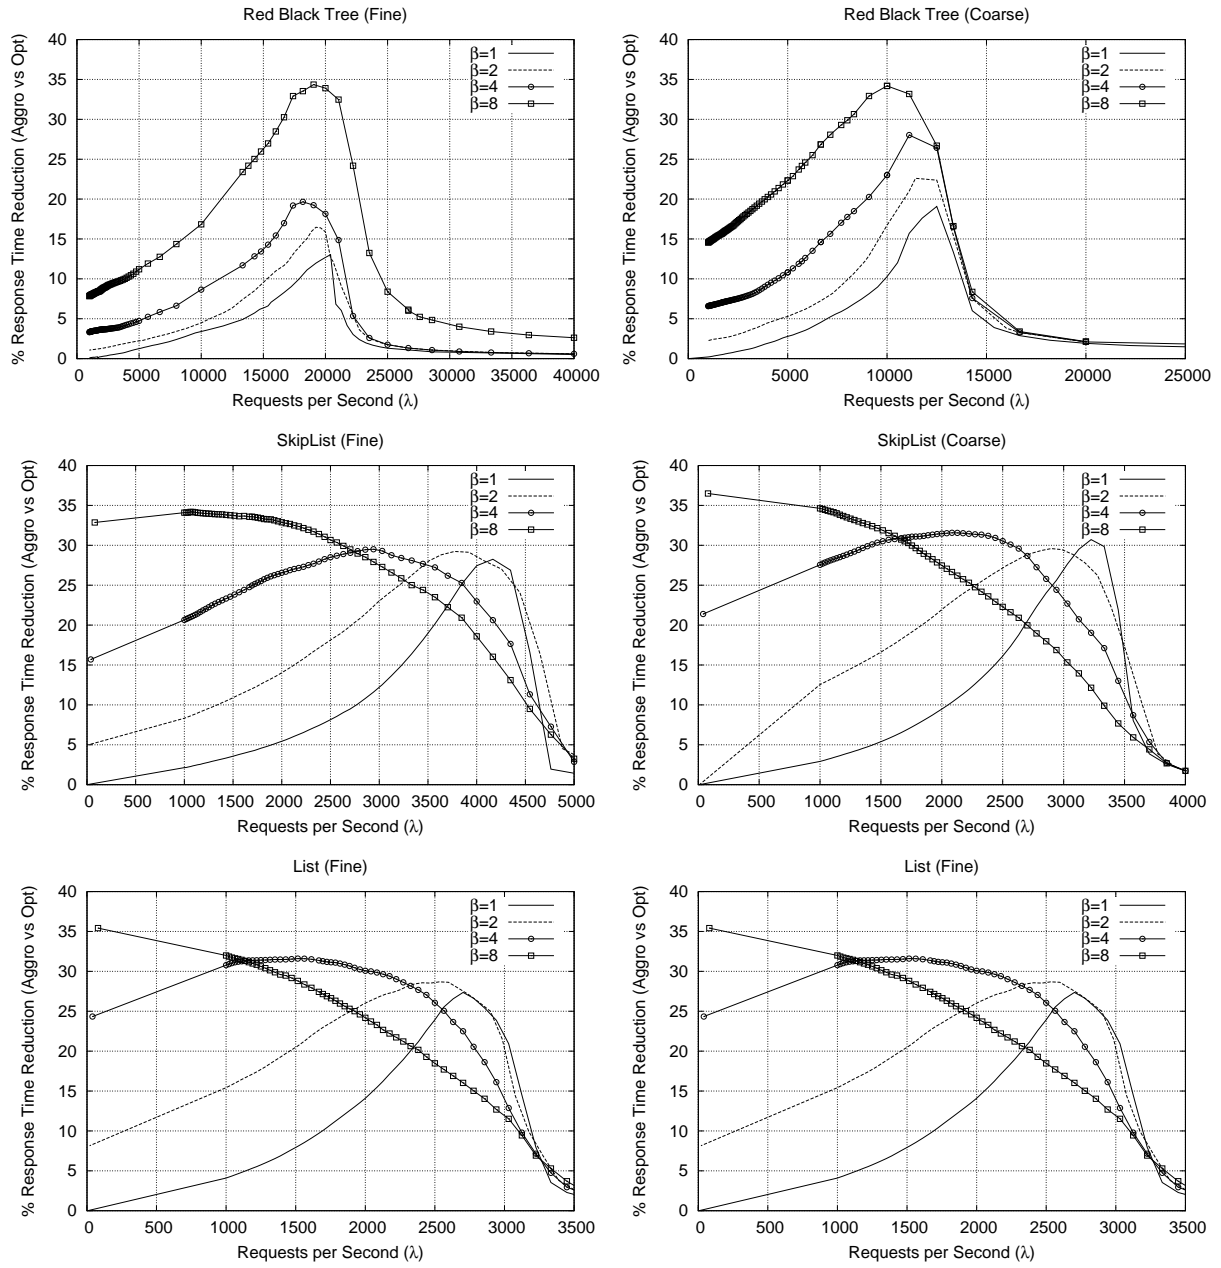 Red Black Tree (Fine)
% Response Time Reduction (Aggro vs Opt)
40
35
30
25
20
15
10
5
0
β=1
β=2
β=4
β=8
5000 10000 15000 20000 25000 30000 35000 40000
Requests per Second (λ)
Red Black Tree (Coarse)
% Response Time Reduction (Aggro vs Opt)
40
35
30
25
20
15
10
5
0
β=1
β=2
β=4
β=8
5000 10000 15000 20000 25000
Requests per Second (λ)
SkipList (Fine)
% Response Time Reduction (Aggro vs Opt)
40
35
30
25
20
15
10
5
0
β=1
β=2
β=4
β=8
0 500 1000 1500 2000 2500 3000 3500 4000 4500 5000
Requests per Second (λ)
SkipList (Coarse)
% Response Time Reduction (Aggro vs Opt)
40
35
30
25
20
15
10
5
0
β=1
β=2
β=4
β=8
0 500 1000 1500 2000 2500 3000 3500 4000
Requests per Second (λ)
List (Fine)
% Response Time Reduction (Aggro vs Opt)
40
35
30
25
20
15
10
5
0
β=1
β=2
β=4
β=8
0 500 1000 1500 2000 2500 3000 3500
Requests per Second (λ)
List (Fine)
% Response Time Reduction (Aggro vs Opt)
40
35
30
25
20
15
10
5
0
β=1
β=2
β=4
β=8
0 500 1000 1500 2000 2500 3000 3500
Requests per Second (λ)